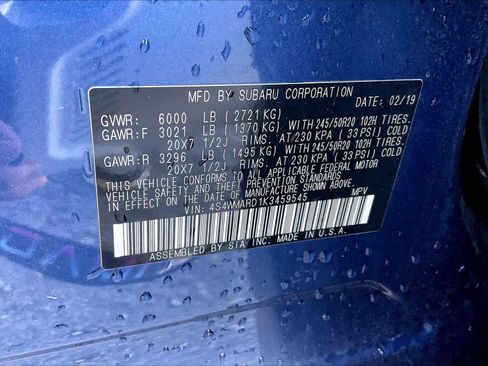 MFD BY SUBARU CORPORATION DATE: 02/19
GVWR: 6000 LB ( 2721 KG)
GAWR:F 3021 LB ( 1370 KG) WITH 245/50R20 102H TIRES.
20X7 1/2J RIMS. AT 230 KPA ( 33 PSI) COLD
GAWR:R 3296 LB ( 1495 KG) WITH 245/50R20 102H TIRES.
20X7 1/2J RIMS. AT 230 KPA ( 33 PSI) COLD
THIS VEHICLE CONFORMS TO ALL APPLICABLE
FEDERAL MOTOR VEHICLE SAFETY STANDARDS
IN EFFECT ON THE DATE OF MANUFACTURE SHOWN ABOVE.
VIN: 4S4WMARD1K3459545 MPV
ASSEMBLED BY SIA INC. MADE IN U.S.A.